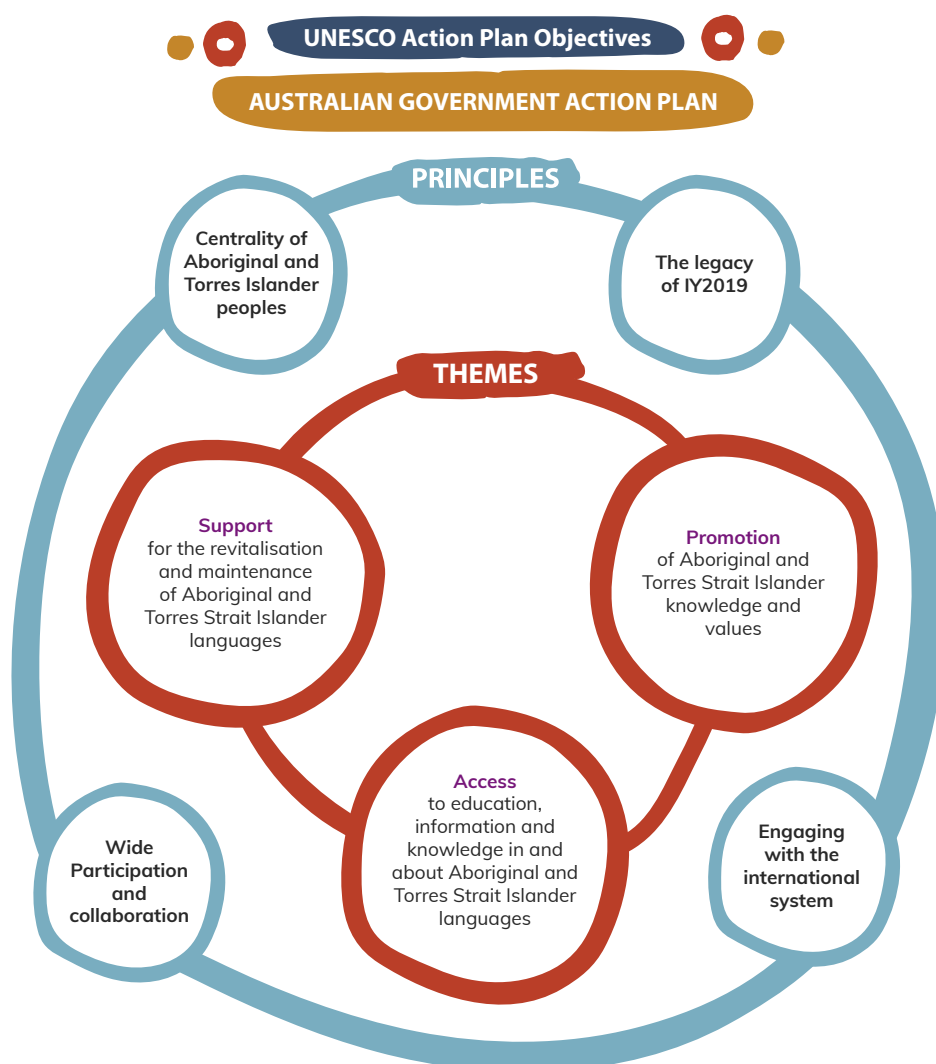 UNESCO Action Plan Objectives
AUSTRALIAN GOVERNMENT ACTION PLAN
PRINCIPLES
Centrality of
Aboriginal and
Torres Islander
peoples
The legacy
of IY2019
THEMES
Support
for the revitalisation
and maintenance
of Aboriginal and
Torres Strait Islander
languages
Promotion
of Aboriginal and
Torres Strait Islander
knowledge and
values
Access
to education,
information and
knowledge in and
about Aboriginal and
Torres Strait Islander
languages
Wide
Participation
and
collaboration
Engaging
with the
international
system